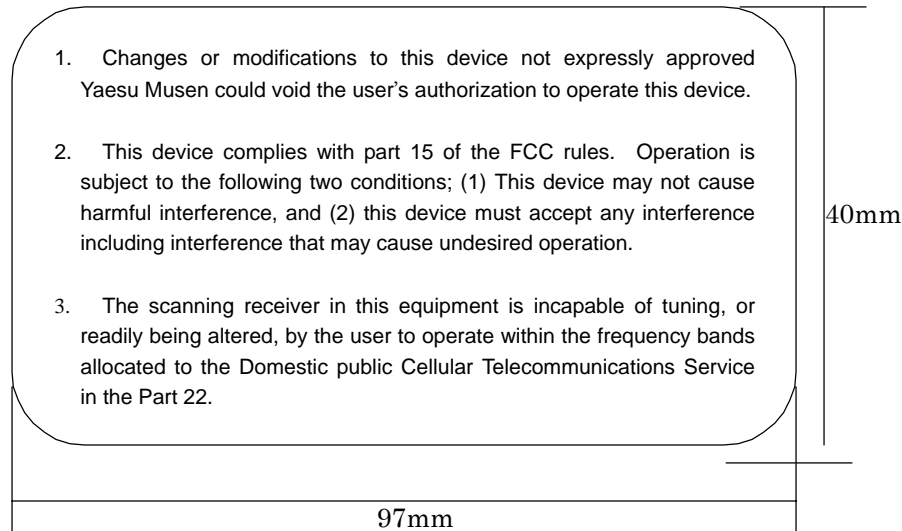 1. Changes or modifications to this device not expressly approved
Yaesu Musen could void the user's authorization to operate this device.
2. This device complies with part 15 of the FCC rules. Operation is
subject to the following two conditions; (1) This device may not cause
harmful interference, and (2) this device must accept any interference
including interference that may cause undesired operation.
40mm
3. The scanning receiver in this equipment is incapable of tuning, or
readily being altered, by the user to operate within the frequency bands
allocated to the Domestic public Cellular Telecommunications Service
in the Part 22.
97mm